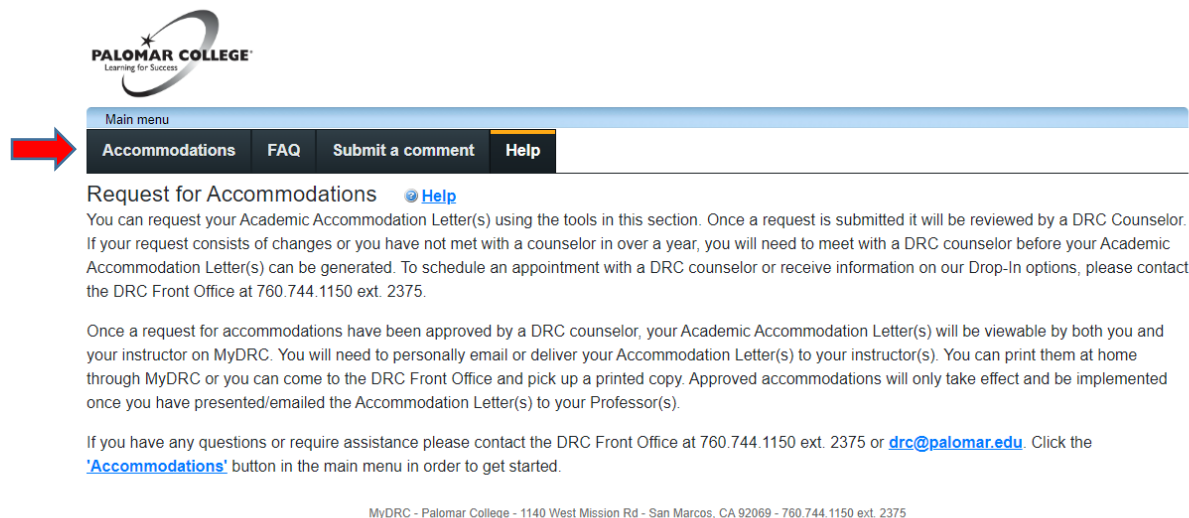 PALOMAR COLLEGE®
Learning for Success
Main menu
Accommodations FAQ Submit a comment Help
Request for Accommodations Help
You can request your Academic Accommodation Letter(s) using the tools in this section. Once a request is submitted it will be reviewed by a DRC Counselor.
If your request consists of changes or you have not met with a counselor in over a year, you will need to meet with a DRC counselor before your Academic
Accommodation Letter(s) can be generated. To schedule an appointment with a DRC counselor or receive information on our Drop-In options, please contact
the DRC Front Office at 760.744.1150 ext. 2375.
Once a request for accommodations have been approved by a DRC counselor, your Academic Accommodation Letter(s) will be viewable by both you and
your instructor on MyDRC. You will need to personally email or deliver your Accommodation Letter(s) to your instructor(s). You can print them at home
through MyDRC or you can come to the DRC Front Office and pick up a printed copy. Approved accommodations will only take effect and be implemented
once you have presented/emailed the Accommodation Letter(s) to your Professor(s).
If you have any questions or require assistance please contact the DRC Front Office at 760.744.1150 ext. 2375 or drc@palomar.edu. Click the
'Accommodations' button in the main menu in order to get started.
MyDRC - Palomar College - 1140 West Mission Rd - San Marcos, CA 92069 - 760.744.1150 ext. 2375